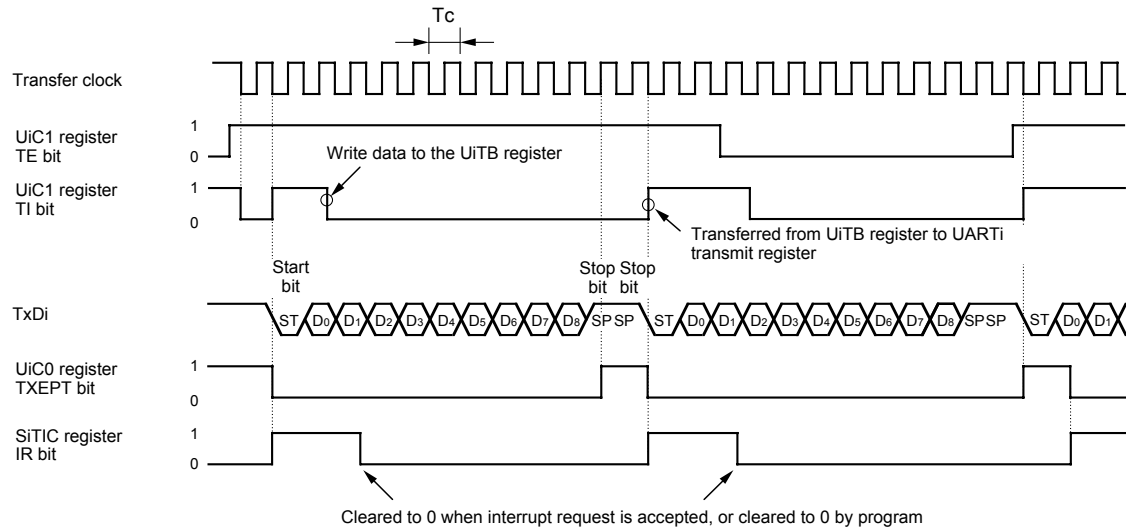 Tc
Transfer clock
UiC1 register
TE bit
1
0
Write data to the UiTB register
UiC1 register
TI bit
1
0
Transferred from UiTB register to UARTi
transmit register
Start
bit
Stop
bit
Stop
bit
TxDi
ST D0 D1 D2 D3 D4 D5 D6 D7 D8 SP SP ST D0 D1 D2 D3 D4 D5 D6 D7 D8 SP SP ST D0 D1
UiC0 register
TXEPT bit
1
0
SiTIC register
IR bit
1
0
Cleared to 0 when interrupt request is accepted, or cleared to 0 by program